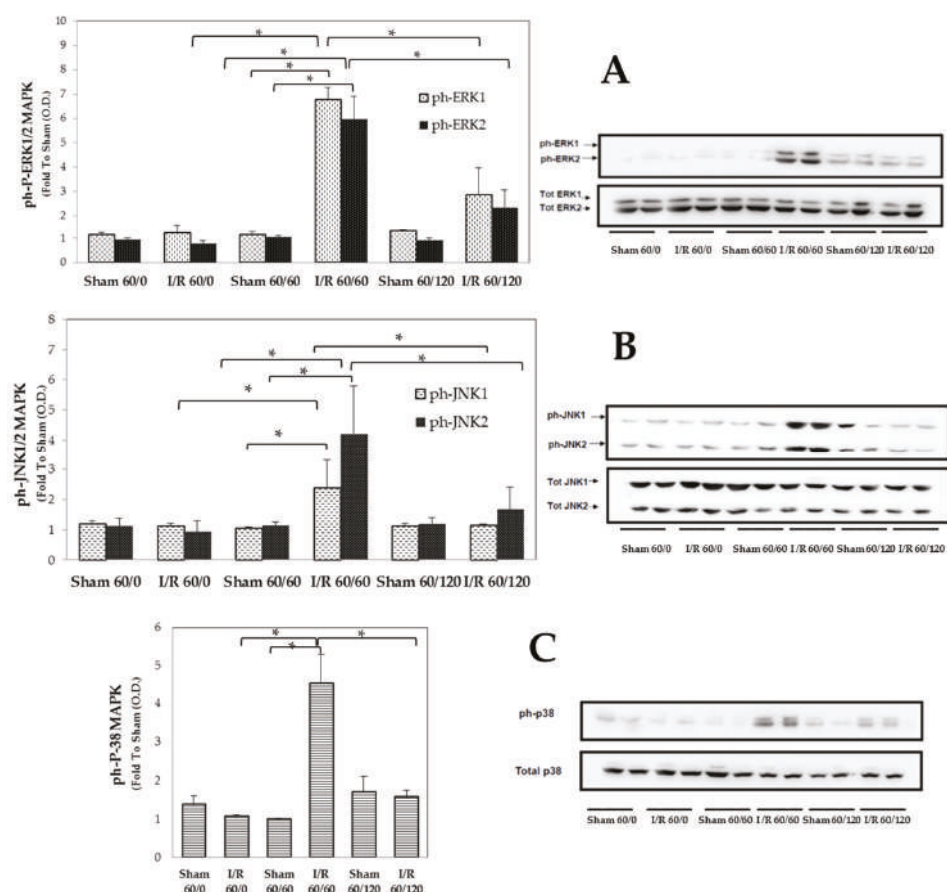 ph-P-ERK1/2 MAPK
(Fold To Sham (O.D.)
10
9
8
7
6
5
4
3
2
1
0
* *
* *
*
*
ph-ERK1
ph-ERK2
Sham 60/0 I/R 60/0 Sham 60/60 I/R 60/60 Sham 60/120 I/R 60/120
A
ph-ERK1
ph-ERK2
Tot ERK1
Tot ERK2
Sham 60/0 I/R 60/0 Sham 60/60 I/R 60/60 Sham60/120 I/R 60/120
ph-JNK1/2 MAPK
(Fold To Sham (O.D.)
8
7
6
5
4
3
2
1
0
*
* *
*
*
*
ph-JNK1
ph-JNK2
Sham 60/0 I/R 60/0 Sham 60/60 I/R 60/60 Sham 60/120 I/R 60/120
B
ph-JNK1
ph-JNK2
Tot JNK1
Tot JNK2
Sham 60/0 I/R 60/0 Sham 60/60 I/R 60/60 Sham 60/120 I/R 60/120
ph-P-38 MAPK
(Fold To Sham (O.D.)
6
5
4
3
2
1
0
* *
*
Sham I/R Sham I/R Sham I/R
60/0 60/0 60/60 60/60 60/120 60/120
C
ph-p38
Total p38
Sham 60/0 I/R 60/0 Sham 60/60 I/R 60/60 Sham60/120 I/R 60/120